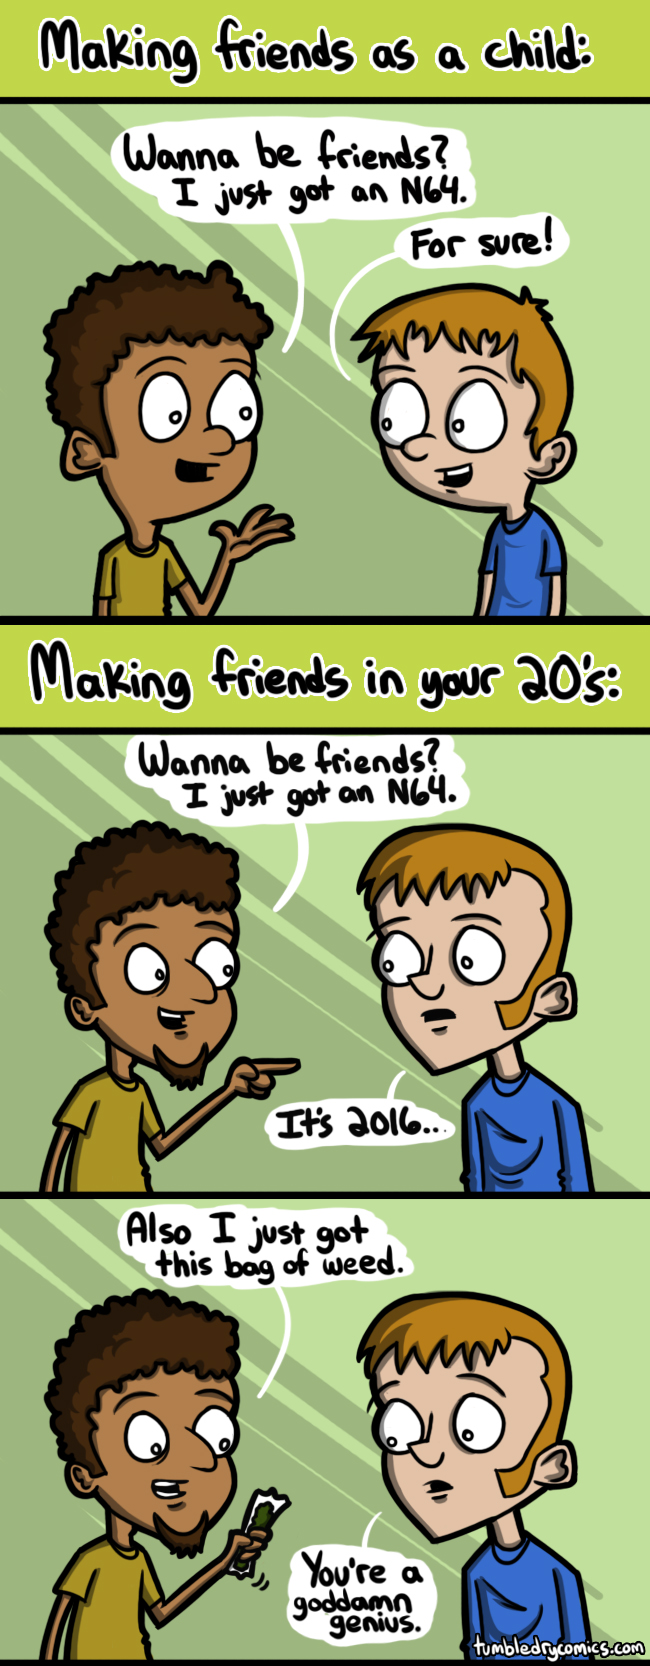 Making friends as a child:
Wanna be friends?
I just got an N64.
For sure!
Making friends in your 20's:
Wanna be friends?
I just got an N64.
It's 2016...
Also I just got
this bag of weed.
You're a
goddamn
genius.
tumbledrycomics.com